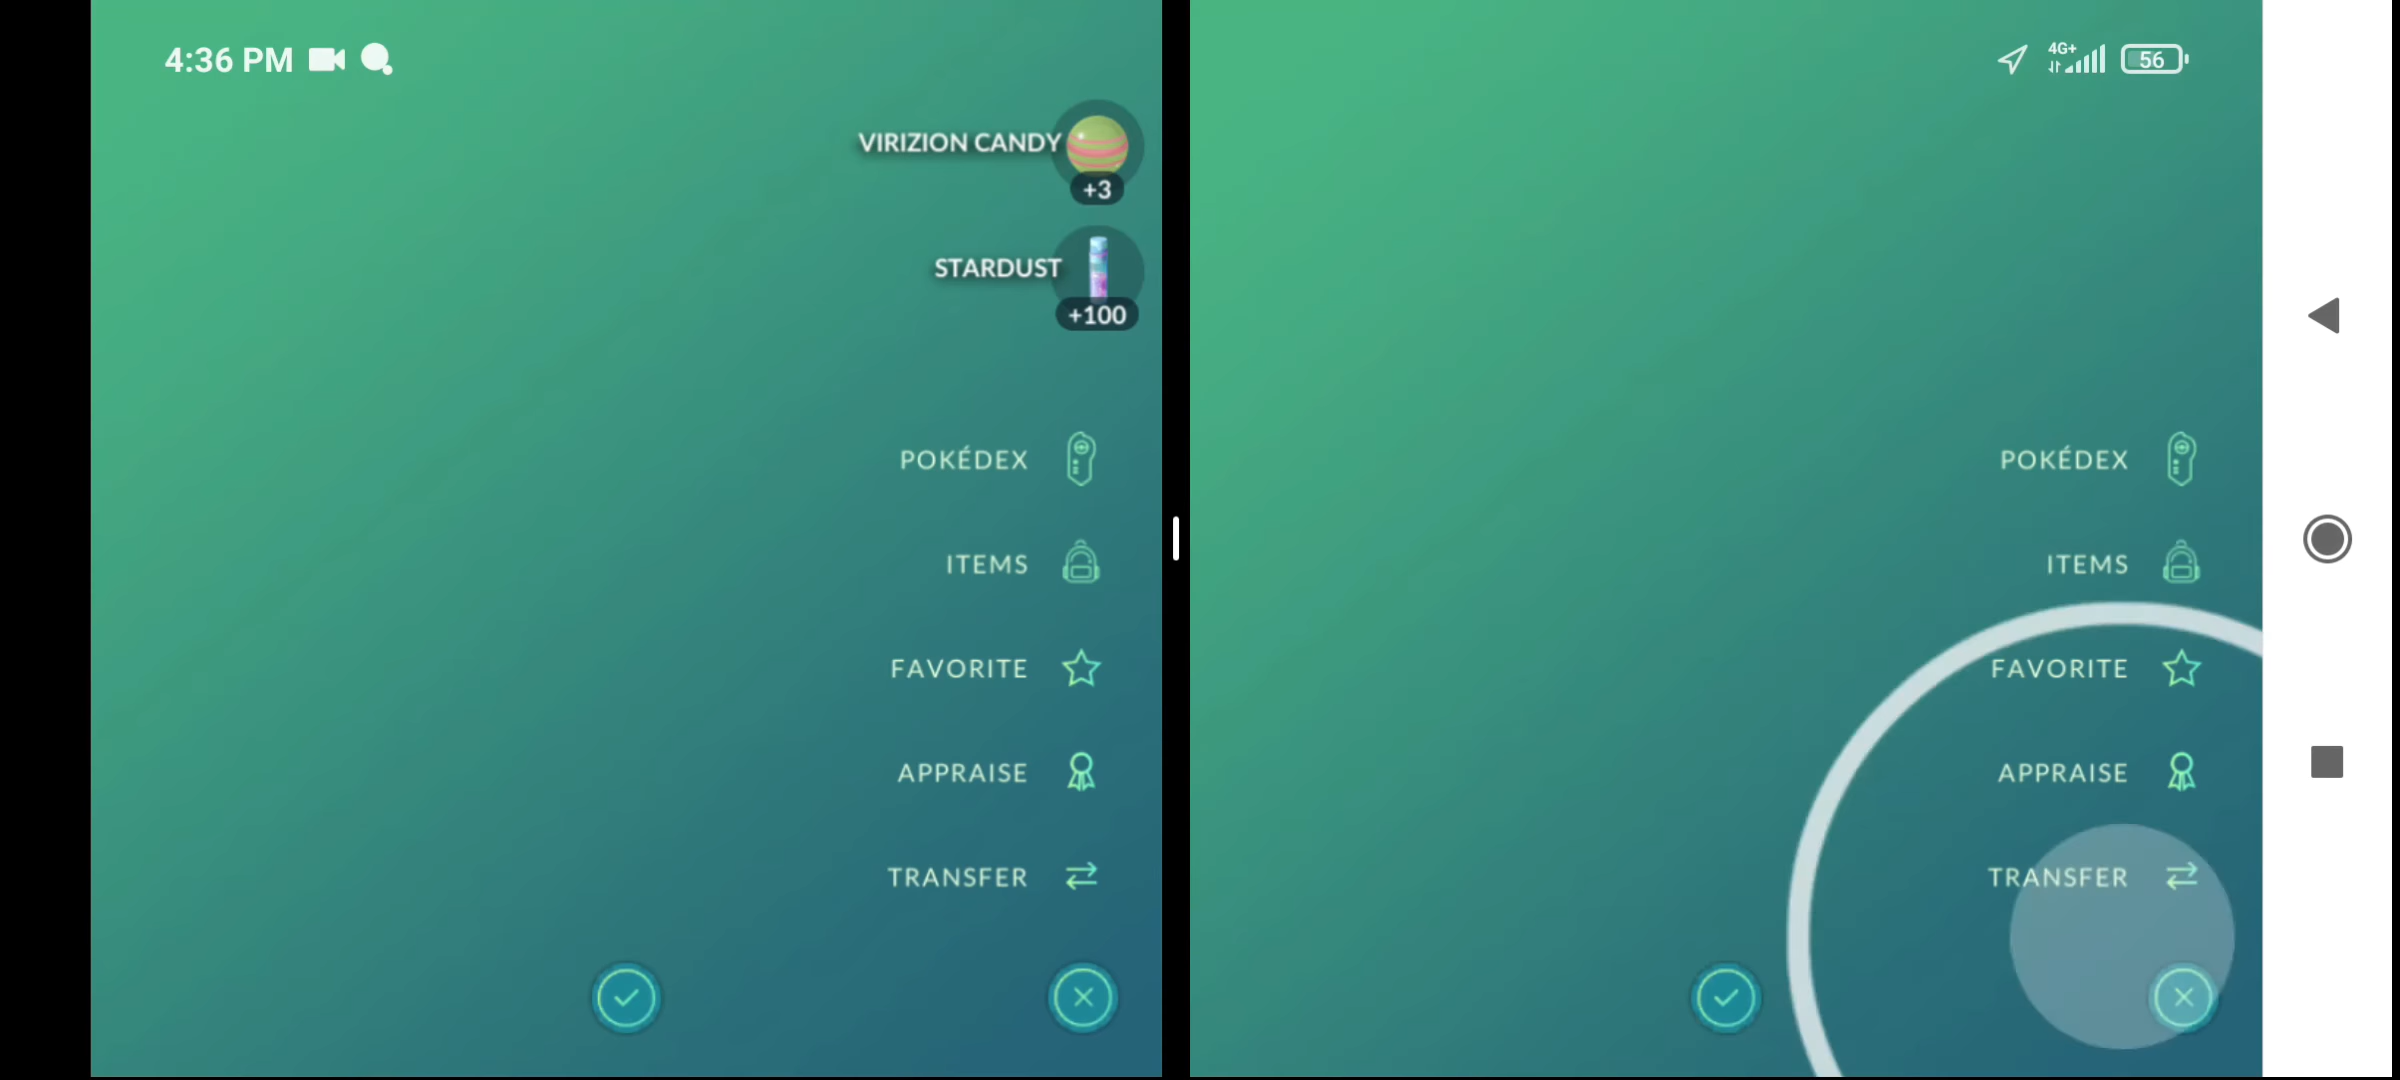 4:36 PM
4G+
56
VIRIZION CANDY
+3
STARDUST
+100
POKÉDEX
ITEMS
FAVORITE
APPRAISE
TRANSFER
POKÉDEX
ITEMS
FAVORITE
APPRAISE
TRANSFER